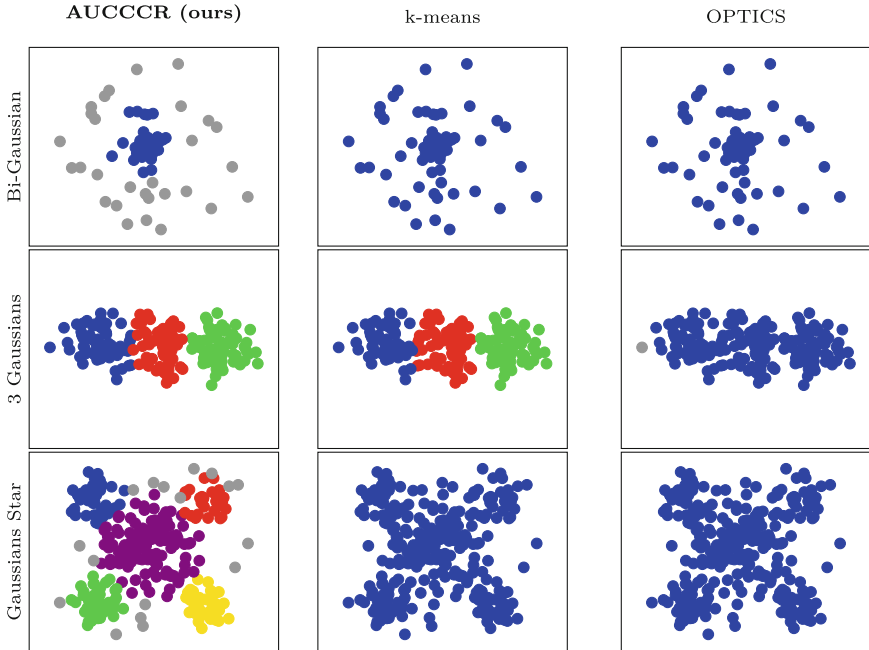 AUCCCR (ours)
k-means
OPTICS
Bi-Gaussian
3 Gaussians
Gaussians Star